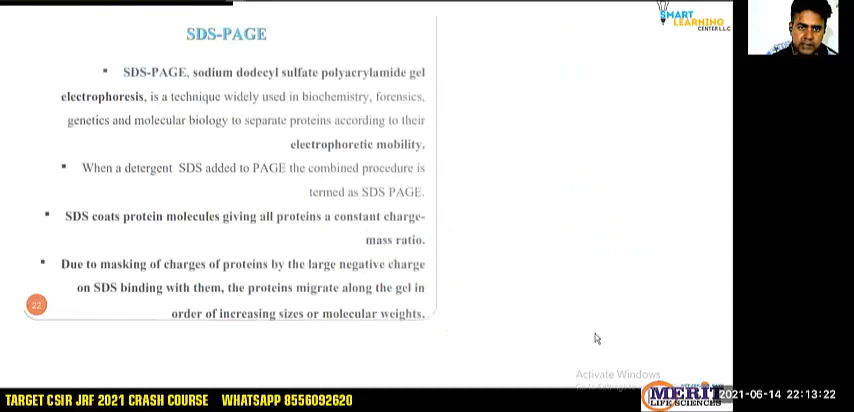 SMART
LEARNING
CENTER L.L.C
SDS-PAGE
▪ SDS-PAGE, sodium dodecyl sulfate polyacrylamide gel
electrophoresis, is a technique widely used in biochemistry, forensics,
genetics and molecular biology to separate proteins according to their
electrophoretic mobility.
▪ When a detergent SDS added to PAGE the combined procedure is
termed as SDS PAGE.
▪ SDS coats protein molecules giving all proteins a constant charge-
mass ratio.
▪ Due to masking of charges of proteins by the large negative charge
on SDS binding with them, the proteins migrate along the gel in
order of increasing sizes or molecular weights.
22
Activate Windows
MERIT
LIFE SCIENCES
2021-06-14 22:13:22
TARGET CSIR JRF 2021 CRASH COURSE WHATSAPP 8556092620